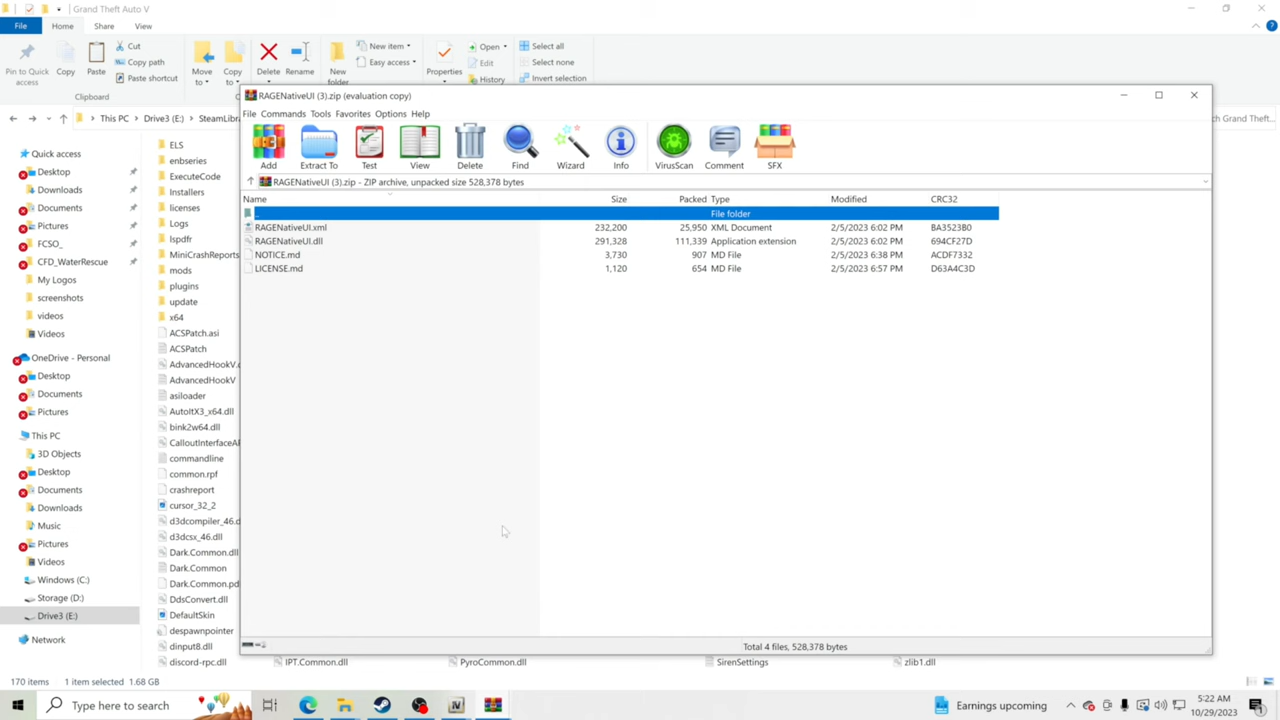 Grand Theft Auto V
File Home Share View
Pin to Quick access
Copy
Paste
Cut
Copy path
Paste shortcut
Clipboard
Move to
Copy to
Delete
Rename
New folder
New item
Easy access
Properties
Open
Edit
History
Select all
Select none
Invert selection
This PC > Drive3 (E:) > SteamLibr
ch Grand Theft...
Quick access
Desktop
Downloads
Documents
Pictures
FCSO_
CFD_WaterRescue
My Logos
screenshots
videos
Videos
OneDrive - Personal
Desktop
Documents
Pictures
This PC
3D Objects
Desktop
Documents
Downloads
Music
Pictures
Videos
Windows (C:)
Storage (D:)
Drive3 (E:)
Network
ELS
enbseries
ExecuteCode
Installers
licenses
Logs
lspdfr
MiniCrashReports
mods
plugins
update
x64
ACSPatch.asi
ACSPatch
AdvancedHookV.
AdvancedHookV
asiloader
AutoItX3_x64.dll
bink2w64.dll
CalloutInterfaceAP
commandline
common.rpf
crashreport
cursor_32_2
d3dcompiler_46.d
d3dcsx_46.dll
Dark.Common.dll
Dark.Common
Dark.Common.pd
DdsConvert.dll
DefaultSkin
despawnpointer
dinput8.dll
discord-rpc.dll IPT.Common.dll PyroCommon.dll SirenSettings zlib1.dll
RAGENativeUI (3).zip (evaluation copy)
File Commands Tools Favorites Options Help
Add Extract To Test View Delete Find Wizard Info VirusScan Comment SFX
RAGENativeUI (3).zip - ZIP archive, unpacked size 528,378 bytes
Name Size Packed Type Modified CRC32
.. File folder
RAGENativeUI.xml 232,200 25,950 XML Document 2/5/2023 6:02 PM BA3523B0
RAGENativeUI.dll 291,328 111,339 Application extension 2/5/2023 6:02 PM 694CF27D
NOTICE.md 3,730 907 MD File 2/5/2023 6:38 PM ACDF7332
LICENSE.md 1,120 654 MD File 2/5/2023 6:57 PM D63A4C3D
Total 4 files, 528,378 bytes
170 items 1 item selected 1.68 GB
Type here to search
Earnings upcoming
5:22 AM
10/29/2023